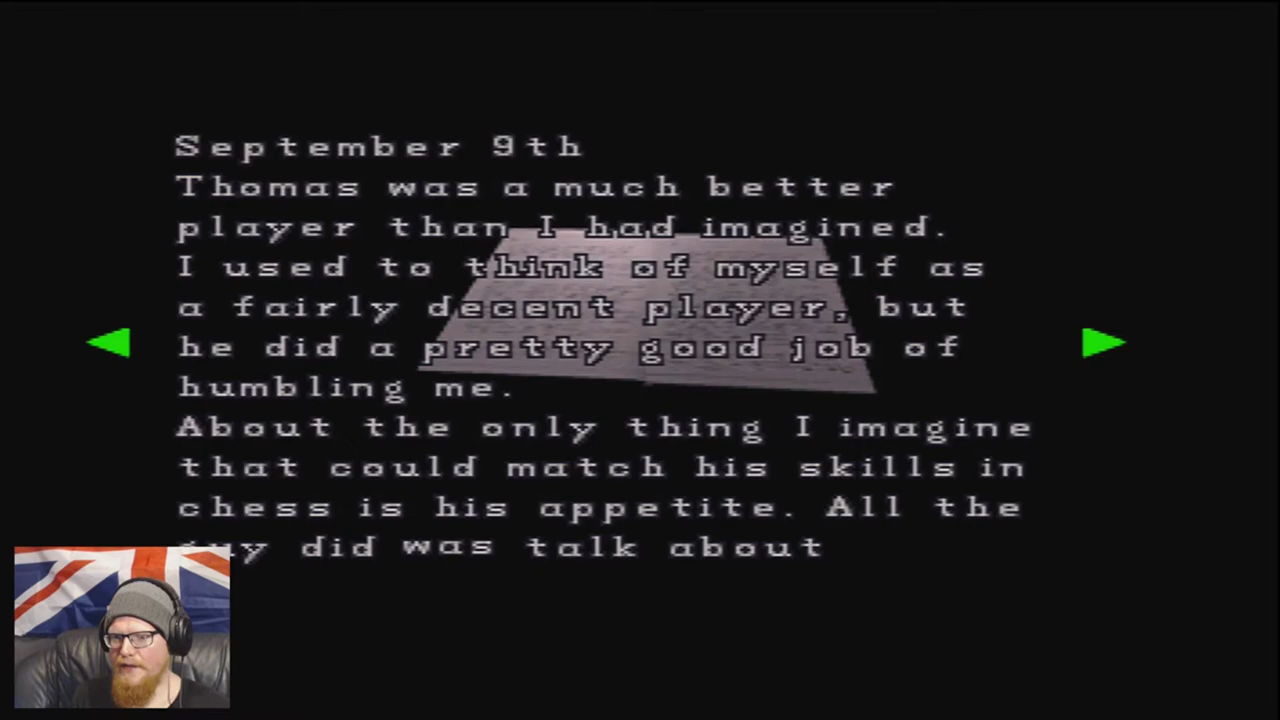 September 9th
Thomas was a much better
player than I had imagined.
I used to think of myself as
a fairly decent player, but
he did a pretty good job of
humbling me.
About the only thing I imagine
that could match his skills in
chess is his appetite. All the
guy did was talk about